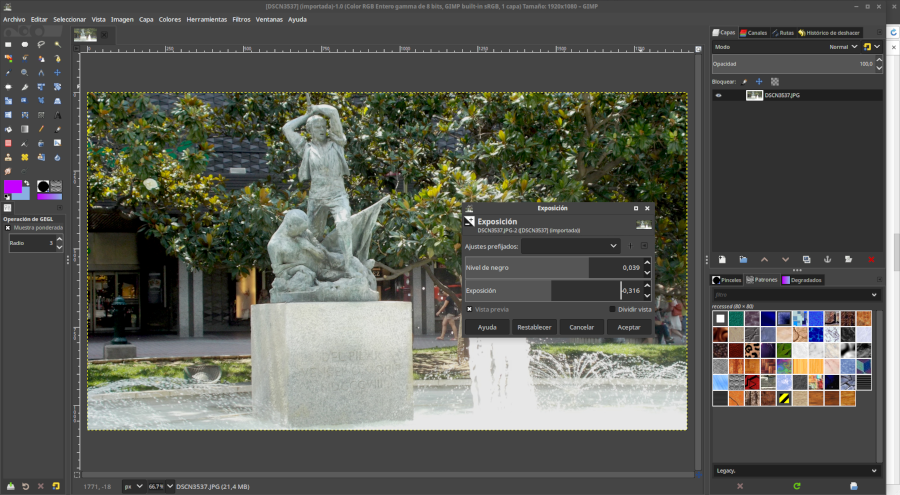 [DSCN3537] (importada)-1.0 (Color RGB Entero gamma de 8 bits, GIMP built-in sRGB, 1 capa) Tamaño: 1920x1080 – GIMP
Archivo Editar Seleccionar Vista Imagen Capa Colores Herramientas Filtros Ventanas Ayuda
Capas Canales Rutas Histórico de deshacer
Modo Normal
Opacidad 100,0
Bloquear:
DSCN3537.JPG
Operación de GEGL
Muestra ponderada
Radio 3
Exposición
Exposición
DSCN3537.JPG-2 ([DSCN3537] (importada))
Ajustes prefijados:
Nivel de negro 0,039
Exposición -0,316
Vista previa Dividir vista
Ayuda Restablecer Cancelar Aceptar
Pinceles Patrones Degradados
filtro
Legacy,
1771, -18 px 66,7 % DSCN3537.JPG (21,4 MB)